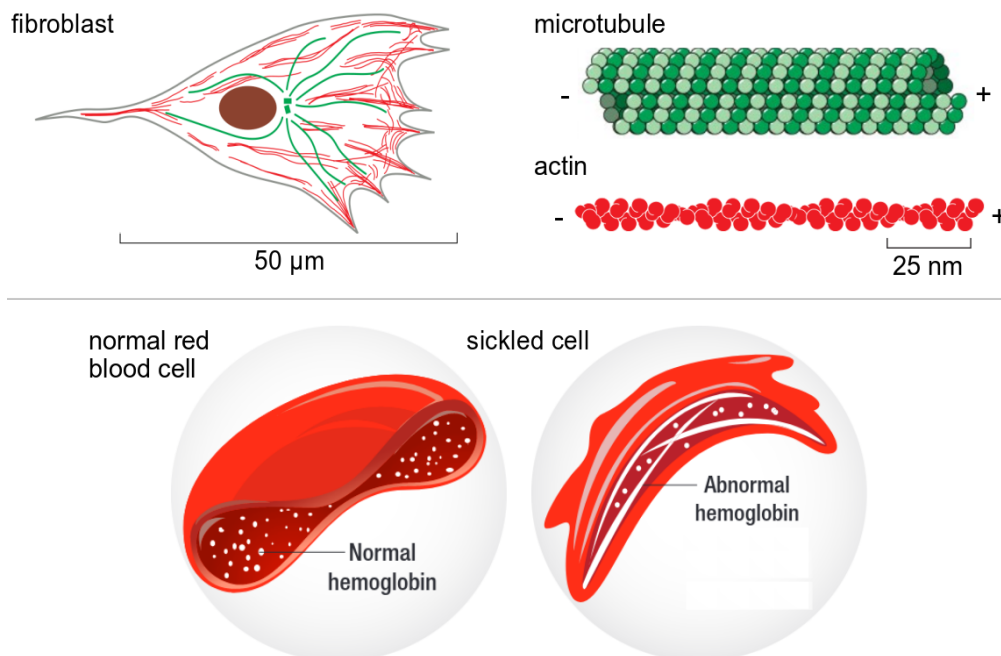 fibroblast
50 µm
microtubule
- +
actin
- +
25 nm
normal red
blood cell
Normal
hemoglobin
sickled cell
Abnormal
hemoglobin